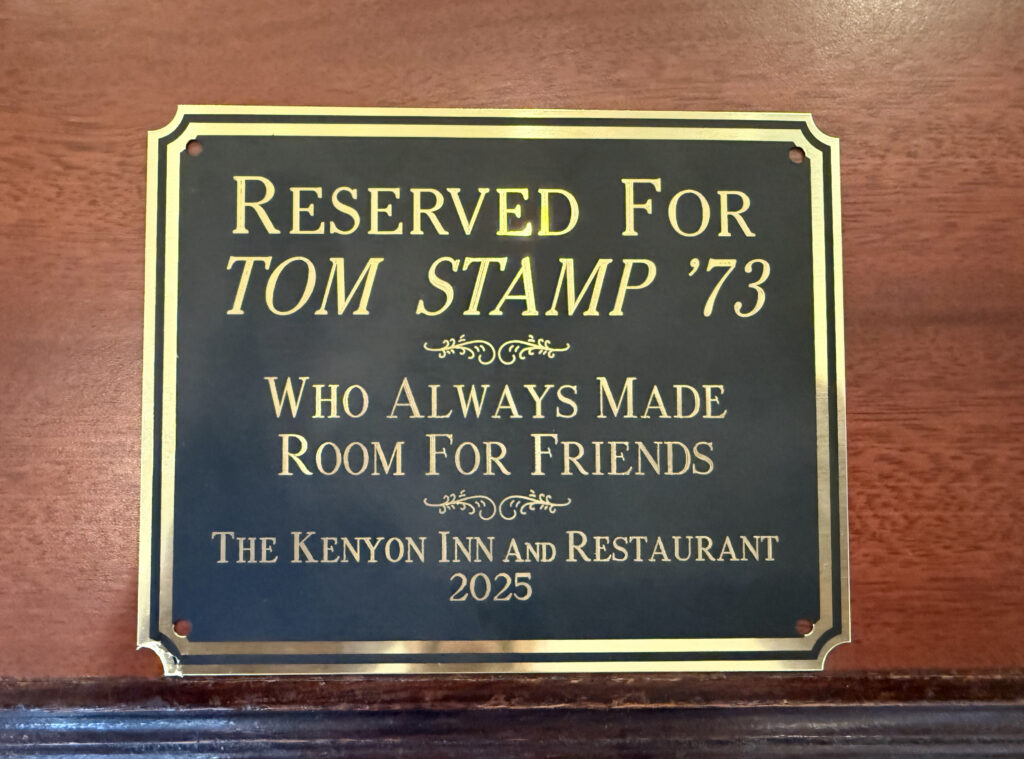 Reserved For
TOM STAMP ’73
Who Always Made
Room For Friends
The Kenyon Inn and Restaurant
2025